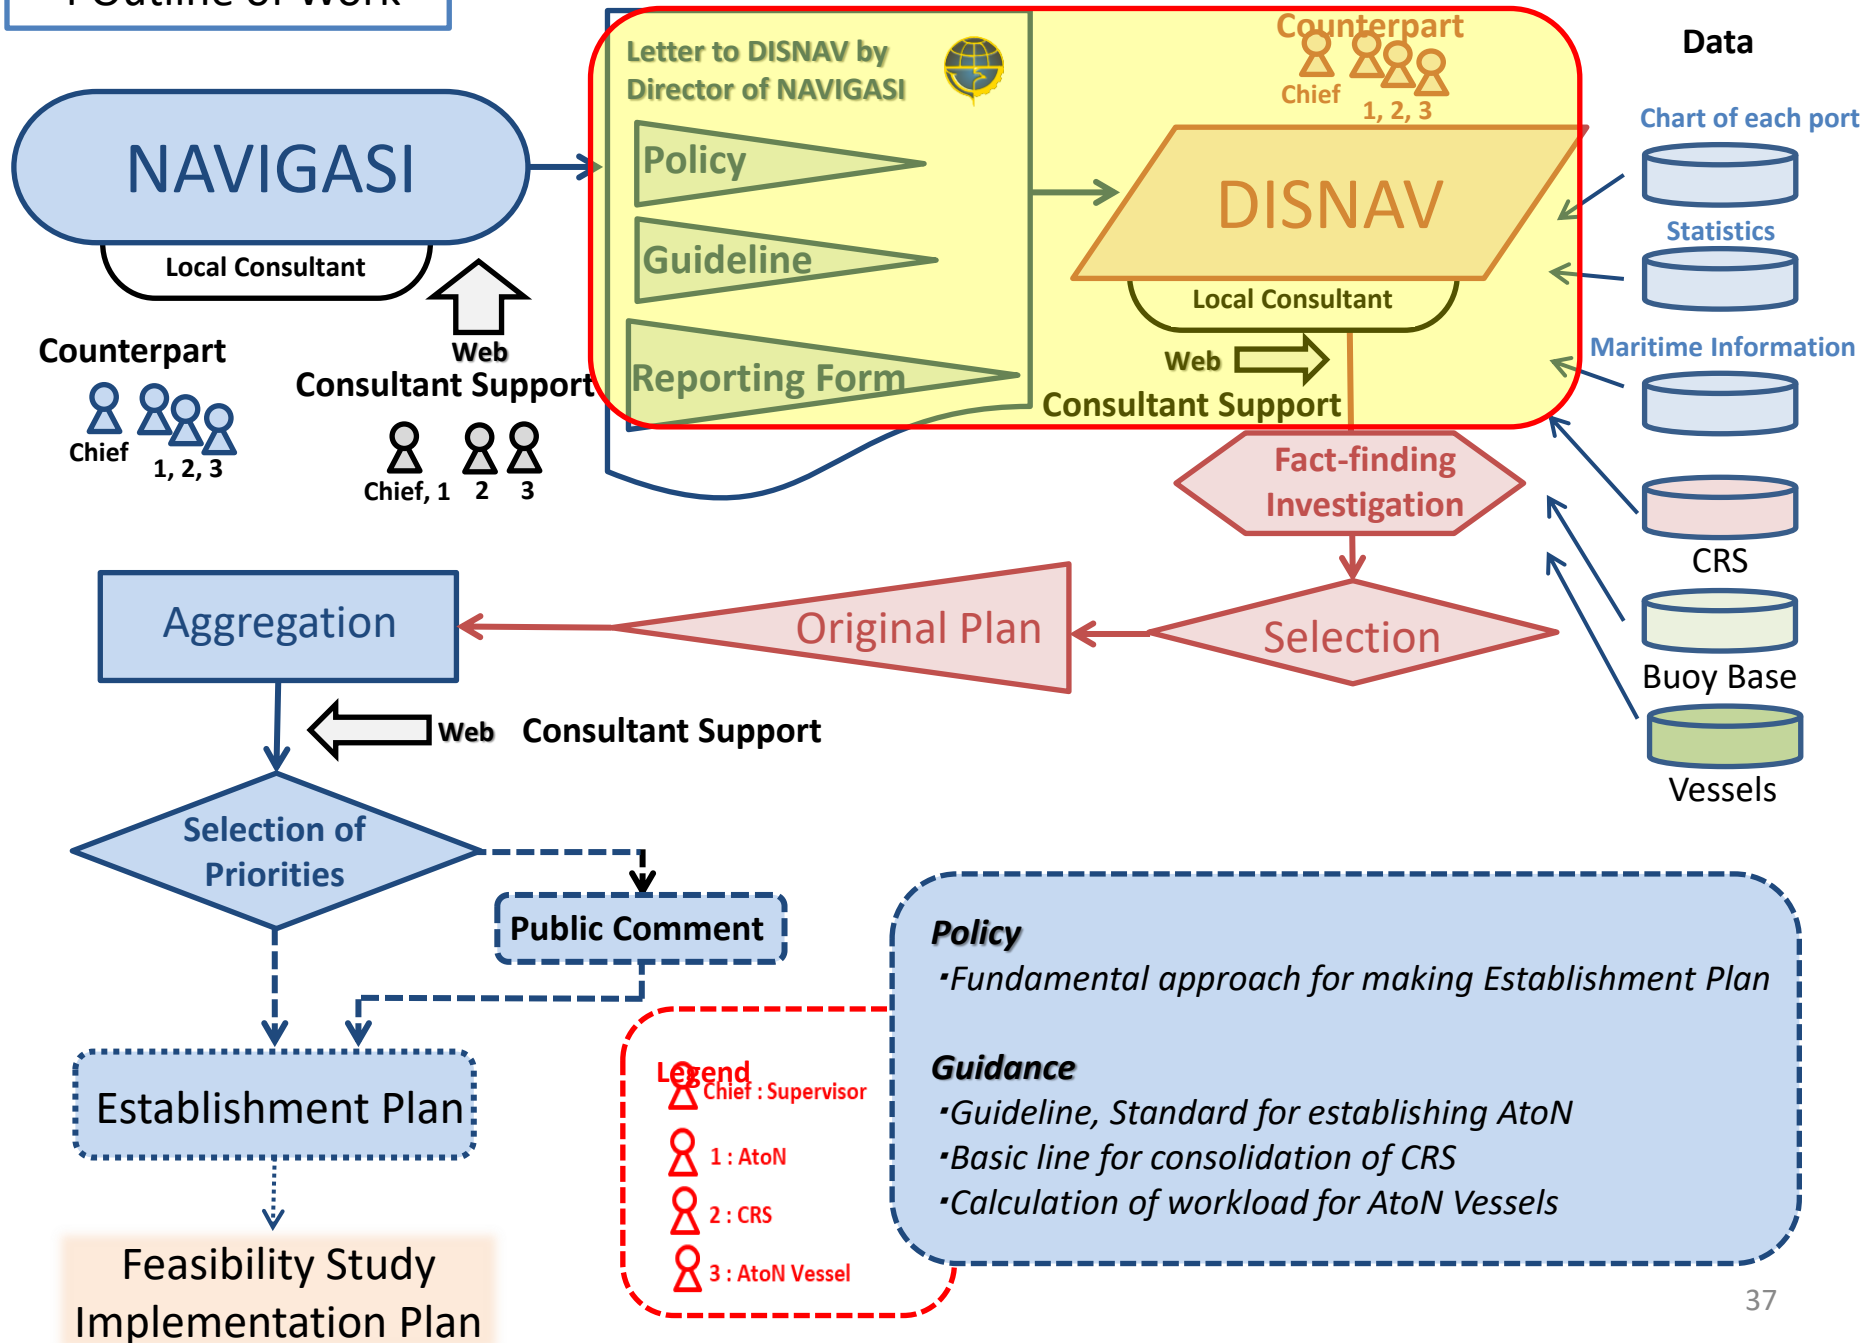 Outline of Work
Letter to DISNAV by
Director of NAVIGASI
Counterpart
Chief
1, 2, 3
Data
Chart of each port
NAVIGASI
Local Consultant
Policy
Guideline
Reporting Form
DISNAV
Local Consultant
Statistics
Maritime Information
Web
Consultant Support
Web
Consultant Support
Counterpart
Chief
1, 2, 3
Chief, 1 2 3
Fact-finding
Investigation
CRS
Aggregation
Original Plan
Selection
Buoy Base
Web Consultant Support
Vessels
Selection of
Priorities
Public Comment
Policy
・Fundamental approach for making Establishment Plan
Guidance
・Guideline, Standard for establishing AtoN
・Basic line for consolidation of CRS
・Calculation of workload for AtoN Vessels
Legend
Chief : Supervisor
1 : AtoN
2 : CRS
3 : AtoN Vessel
Establishment Plan
Feasibility Study
Implementation Plan
37